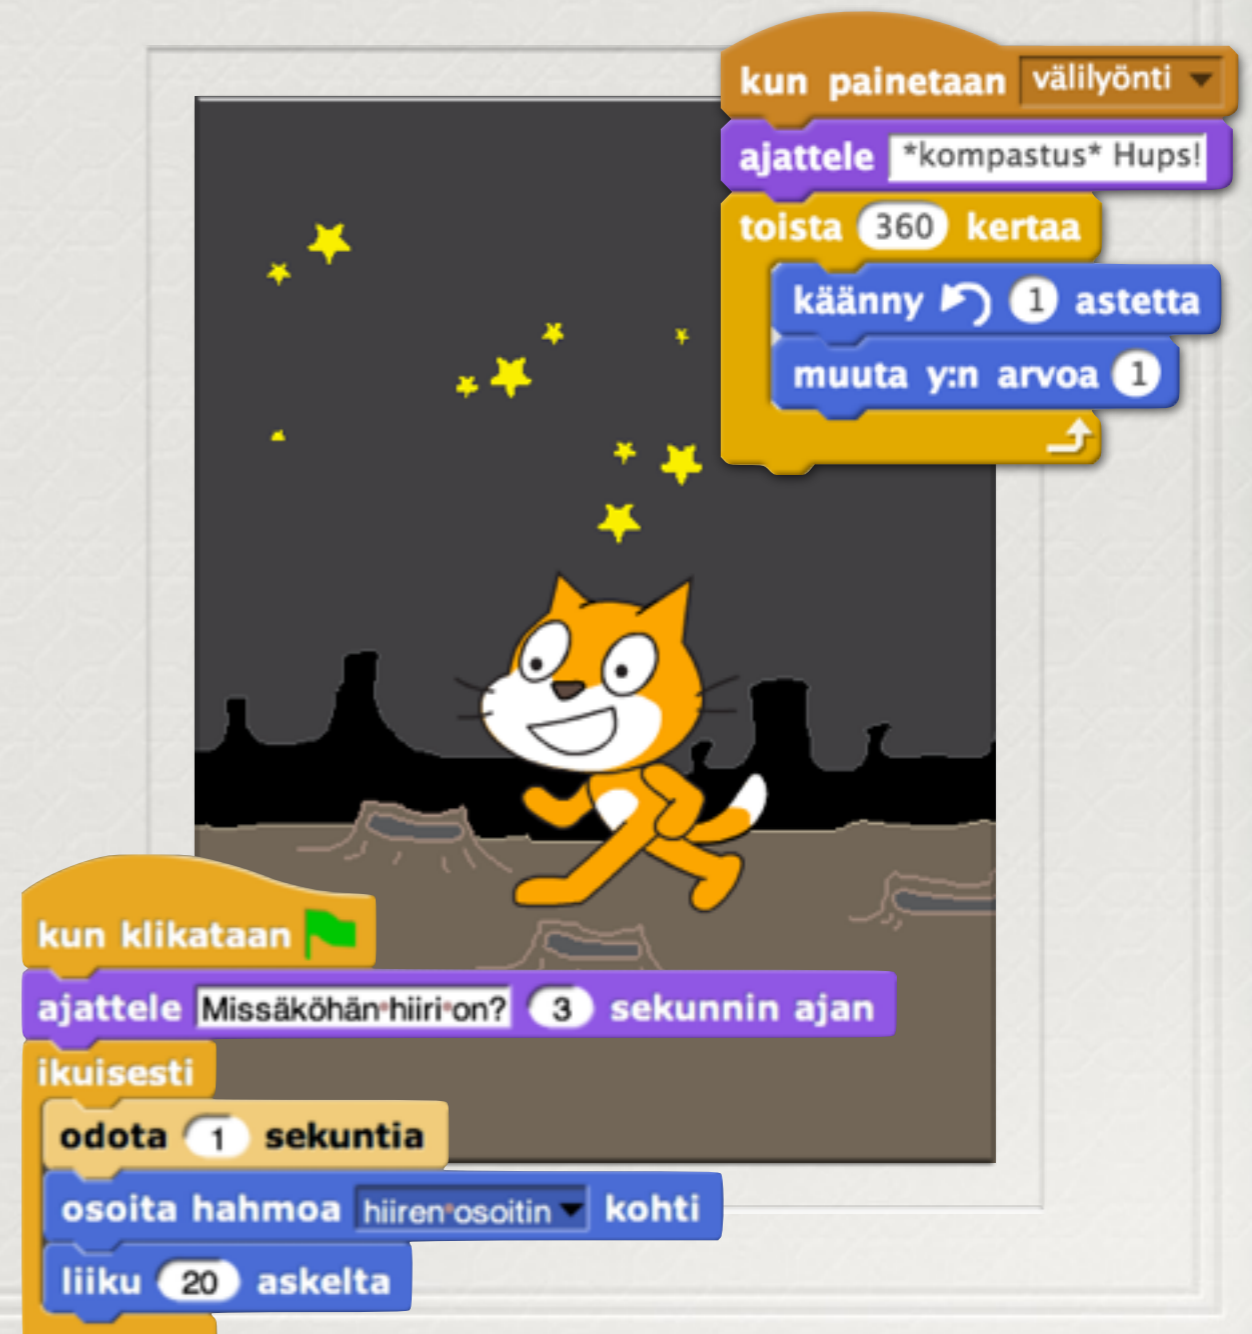 kun painetaan välilyönti
ajattele *kompastus* Hups!
toista 360 kertaa
käänny 1 astetta
muuta y:n arvoa 1
kun klikataan
ajattele Missäköhän hiiri on? 3 sekunnin ajan
ikuisesti
odota 1 sekuntia
osoita hahmoa hiiren osoitin kohti
liiku 20 askelta